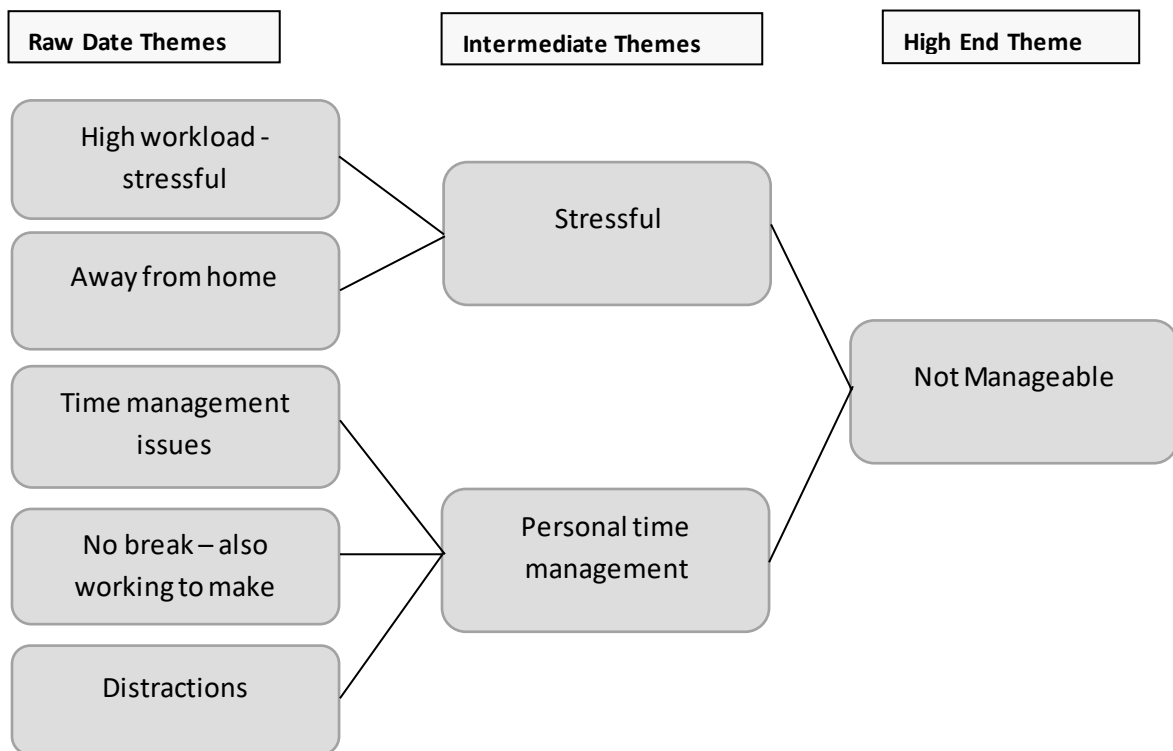 Raw Date Themes
Intermediate Themes
High End Theme
High workload -
stressful
Away from home
Time management
issues
No break – also
working to make
Distractions
Stressful
Personal time
management
Not Manageable